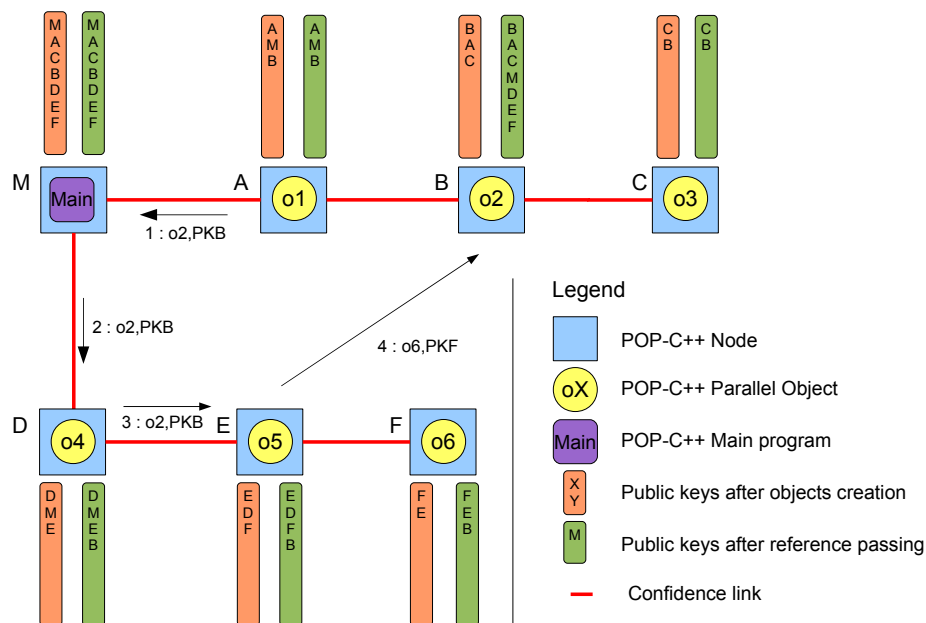 M A C B D E F
M A C B D E F
A M B
A M B
B A C
B A C M D E F
C B
C B
M
Main
A
o1
B
o2
C
o3
1 : o2,PKB
2 : o2,PKB
4 : o6,PKF
3 : o2,PKB
D
o4
E
o5
F
o6
D M E
D M E B
E D F
E D F B
F E
F E B
Legend
POP-C++ Node
oX
POP-C++ Parallel Object
Main
POP-C++ Main program
X Y
Public keys after objects creation
M
Public keys after reference passing
Confidence link